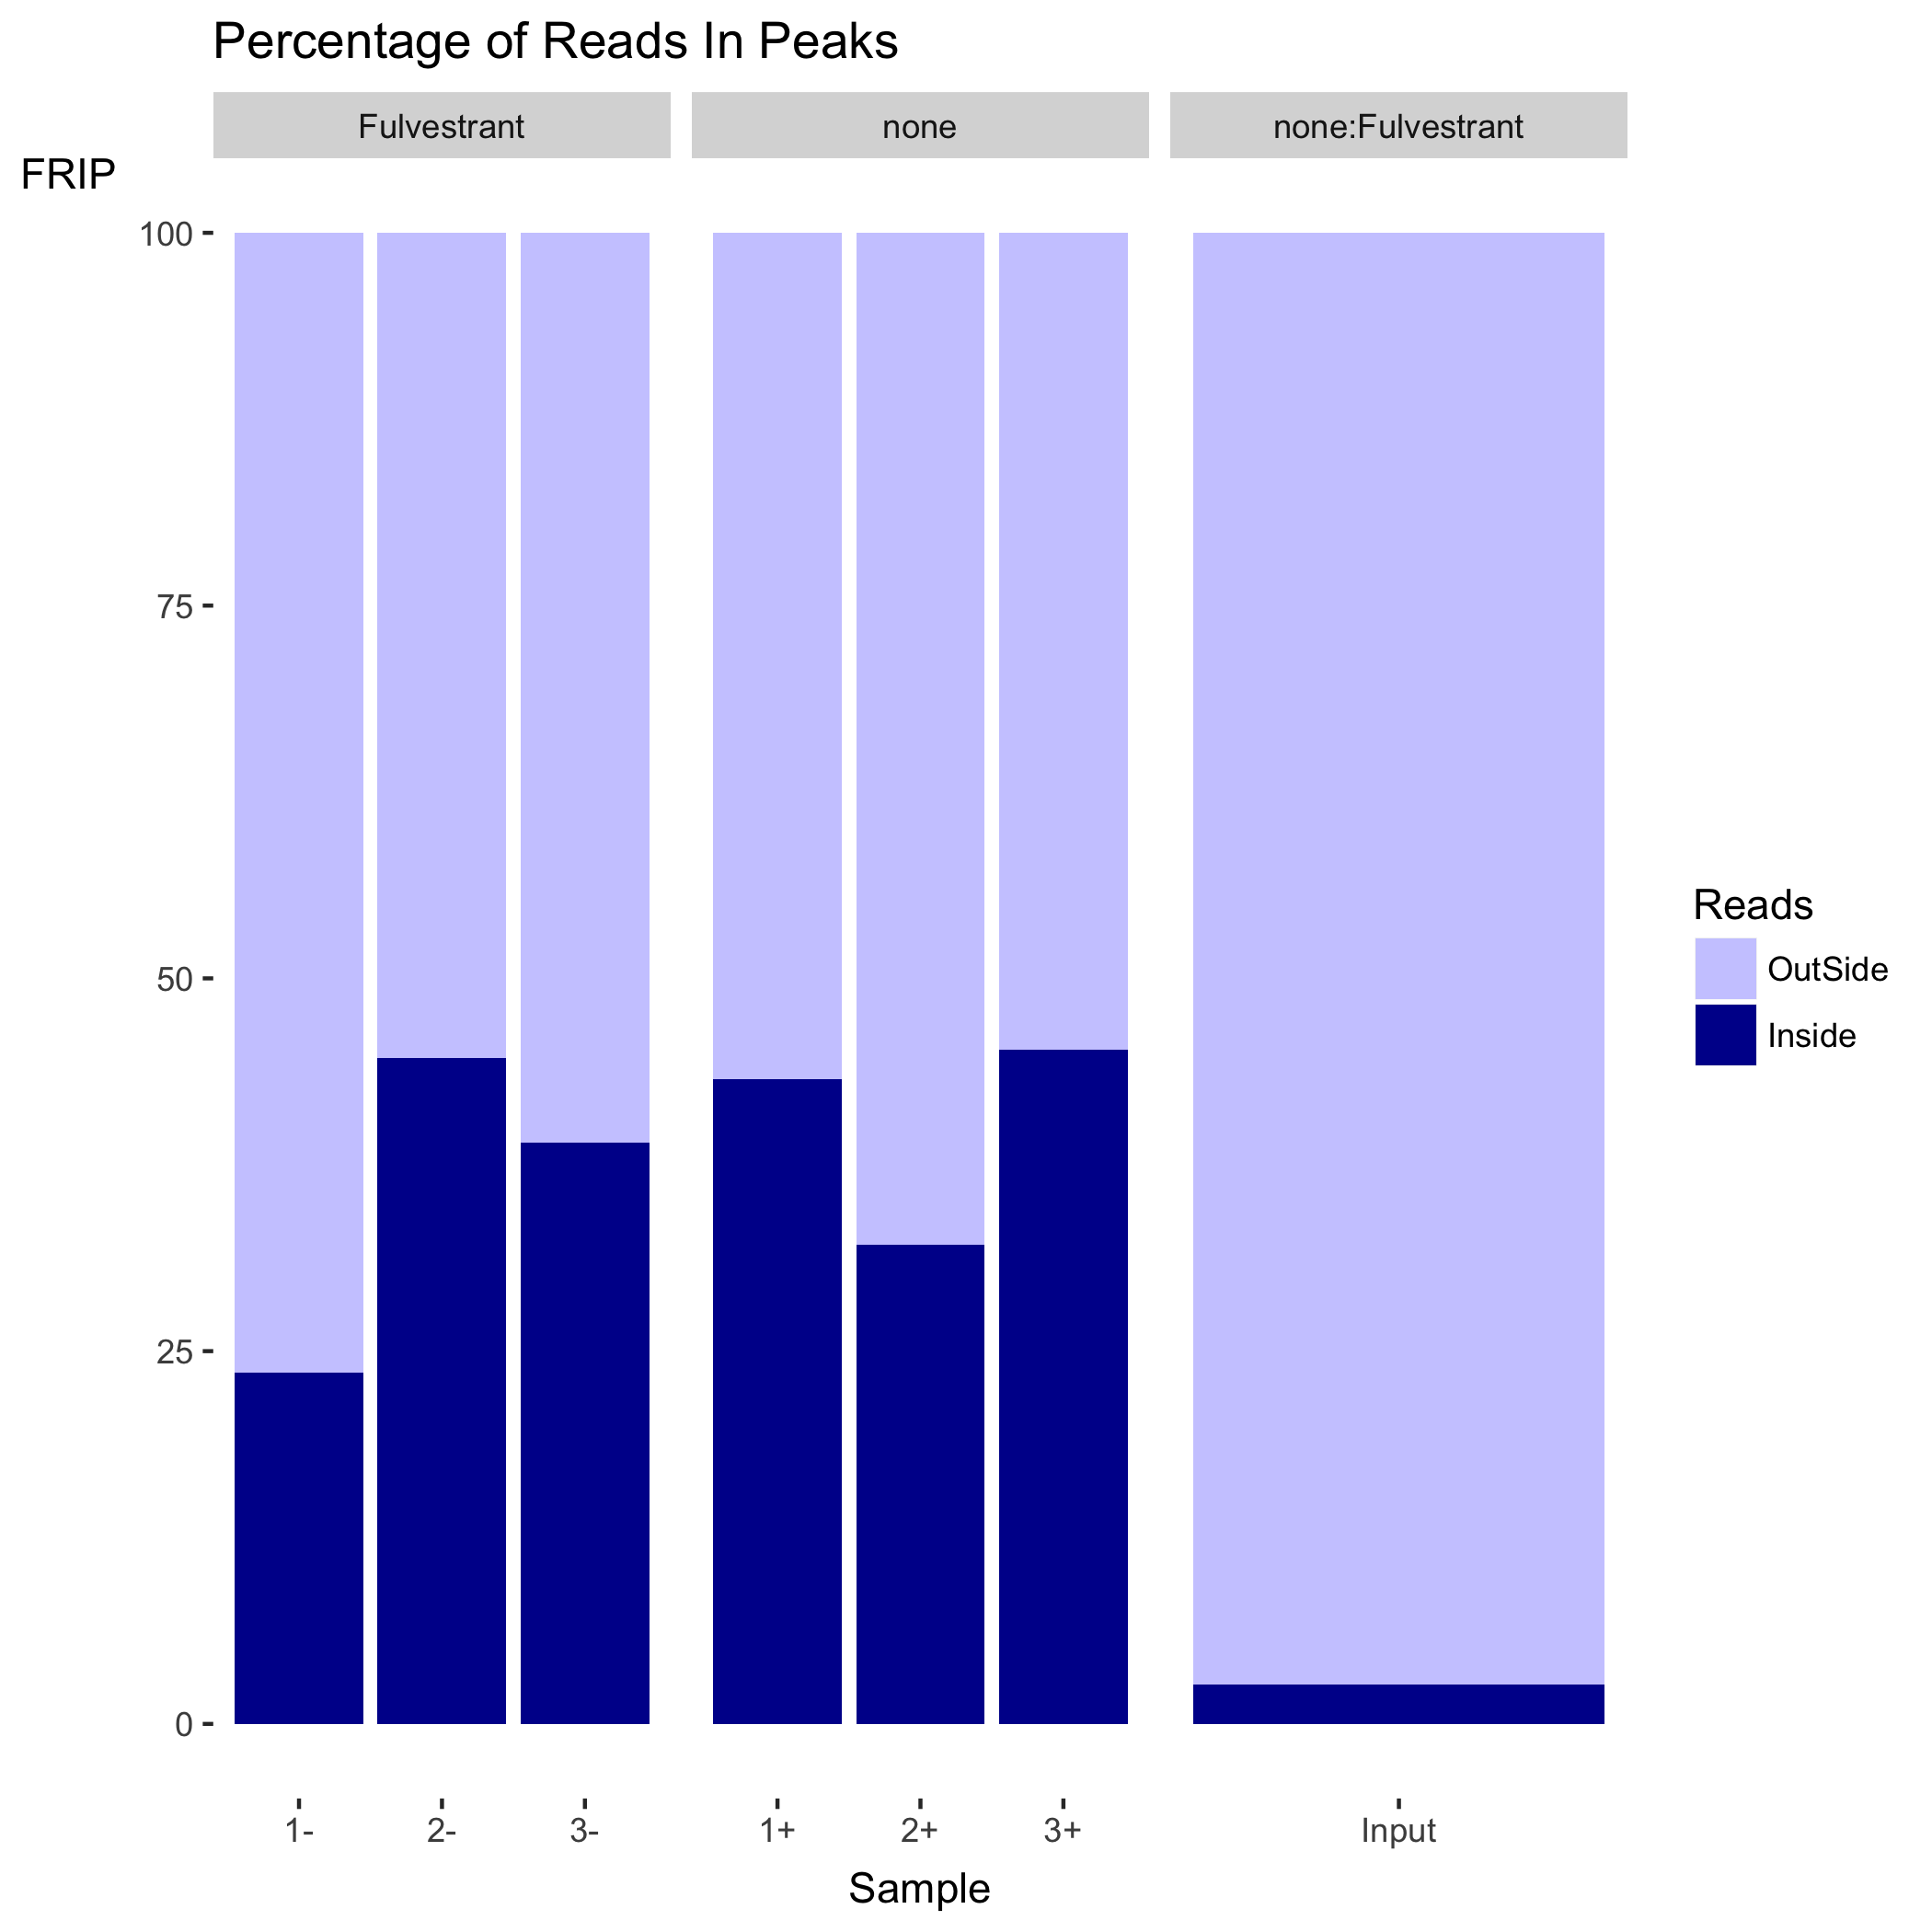 Percentage of Reads In Peaks
Fulvestrant none none:Fulvestrant
FRIP
100
75
50
25
0
1- 2- 3- 1+ 2+ 3+ Input
Sample
Reads
OutSide
Inside